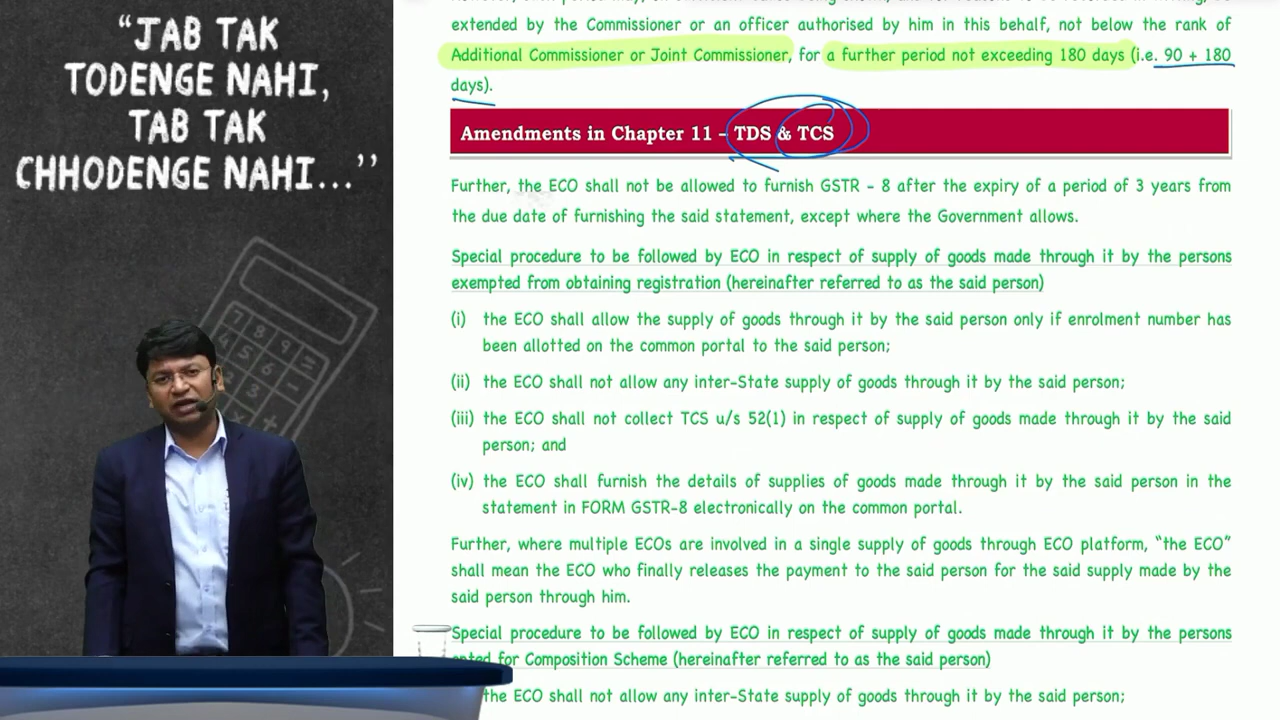 “JAB TAK
TODENGE NAHI,
TAB TAK
CHHODENGE NAHI...’’
extended by the Commissioner or an officer authorised by him in this behalf, not below the rank of
Additional Commissioner or Joint Commissioner, for a further period not exceeding 180 days (i.e. 90 + 180
days).
Amendments in Chapter 11 – TDS & TCS
Further, the ECO shall not be allowed to furnish GSTR - 8 after the expiry of a period of 3 years from
the due date of furnishing the said statement, except where the Government allows.
Special procedure to be followed by ECO in respect of supply of goods made through it by the persons
exempted from obtaining registration (hereinafter referred to as the said person)
(i) the ECO shall allow the supply of goods through it by the said person only if enrolment number has
been allotted on the common portal to the said person;
(ii) the ECO shall not allow any inter-State supply of goods through it by the said person;
(iii) the ECO shall not collect TCS u/s 52(1) in respect of supply of goods made through it by the said
person; and
(iv) the ECO shall furnish the details of supplies of goods made through it by the said person in the
statement in FORM GSTR-8 electronically on the common portal.
Further, where multiple ECOs are involved in a single supply of goods through ECO platform, “the ECO”
shall mean the ECO who finally releases the payment to the said person for the said supply made by the
said person through him.
Special procedure to be followed by ECO in respect of supply of goods made through it by the persons
for Composition Scheme (hereinafter referred to as the said person)
the ECO shall not allow any inter-State supply of goods through it by the said person;